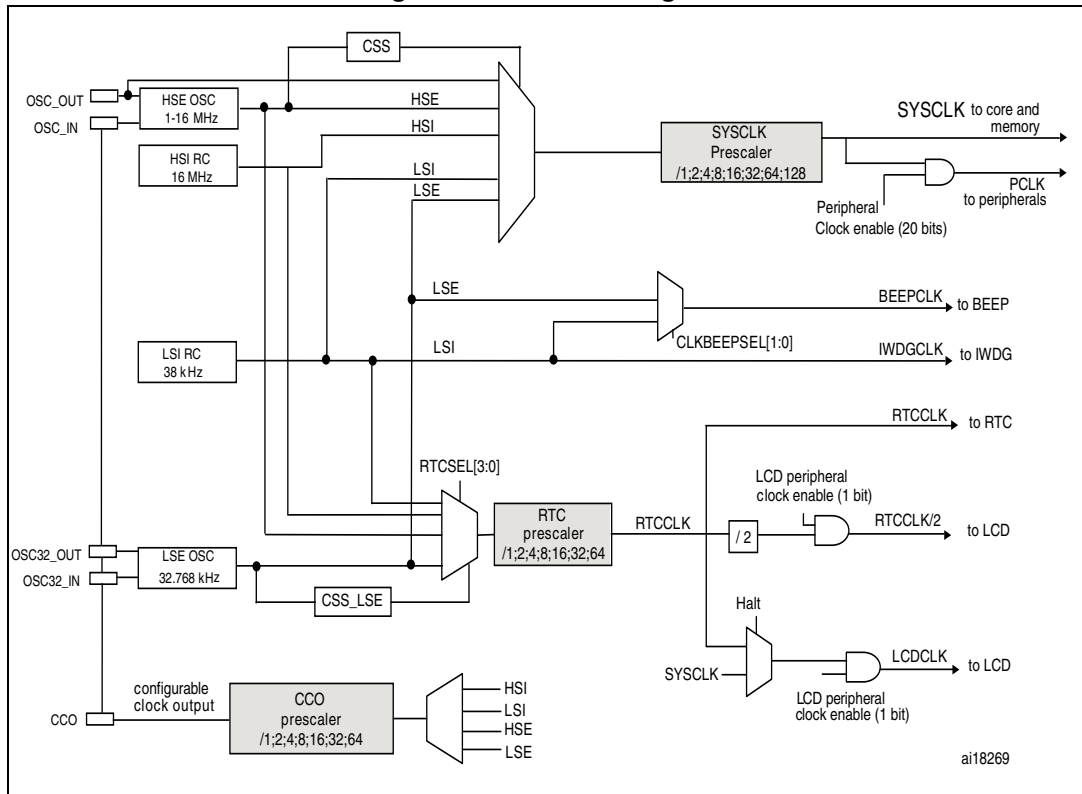 CSS
OSC_OUT
HSE OSC
1-16 MHz
HSE
OSC_IN
HSI
HSI RC
16 MHz
LSI
LSE
SYSCLK
Prescaler
/1;2;4;8;16;32;64;128
SYSCLK to core and
memory
PCLK
to peripherals
Peripheral
Clock enable (20 bits)
LSE
BEEPCLK
to BEEP
CLKBEEPSEL[1:0]
LSI RC
38 kHz
LSI
IWDGCLK
to IWDG
RTCCLK
to RTC
RTCSEL[3:0]
LCD peripheral
clock enable (1 bit)
RTC
prescaler
/1;2;4;8;16;32;64
RTCCLK
/ 2
RTCCLK/2
to LCD
OSC32_OUT
OSC32_IN
LSE OSC
32.768 kHz
CSS_LSE
Halt
SYSCLK
LCDCLK
to LCD
LCD peripheral
clock enable (1 bit)
CCO
configurable
clock output
CCO
prescaler
/1;2;4;8;16;32;64
HSI
LSI
HSE
LSE
ai18269